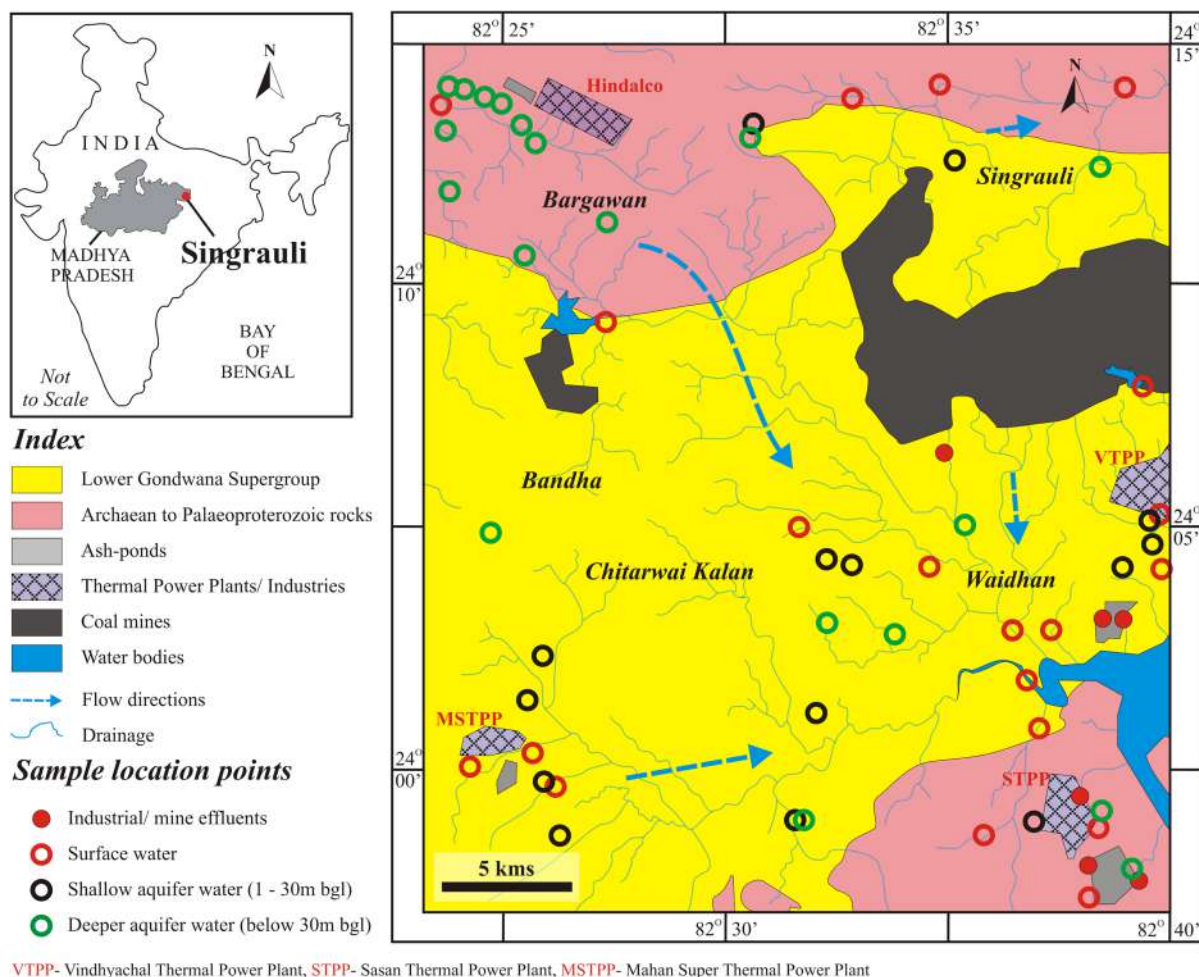 N
INDIA
MADHYA
PRADESH
Singrauli
BAY
OF
BENGAL
Not
to Scale
Index
Lower Gondwana Supergroup
Archaean to Palaeoproterozoic rocks
Ash-ponds
Thermal Power Plants/ Industries
Coal mines
Water bodies
Flow directions
Drainage
Sample location points
Industrial/ mine effluents
Surface water
Shallow aquifer water (1 - 30m bgl)
Deeper aquifer water (below 30m bgl)
82° 25’
82° 35’
24°
15’
N
Hindalco
Singrauli
Bargawan
24°
10’
VTPP
Bandha
24°
05’
Chitarwai Kalan
Waidhan
MSTPP
24°
00’
STPP
5 kms
82° 30’
82° 40’
VTPP- Vindhyachal Thermal Power Plant, STPP- Sasan Thermal Power Plant, MSTPP- Mahan Super Thermal Power Plant